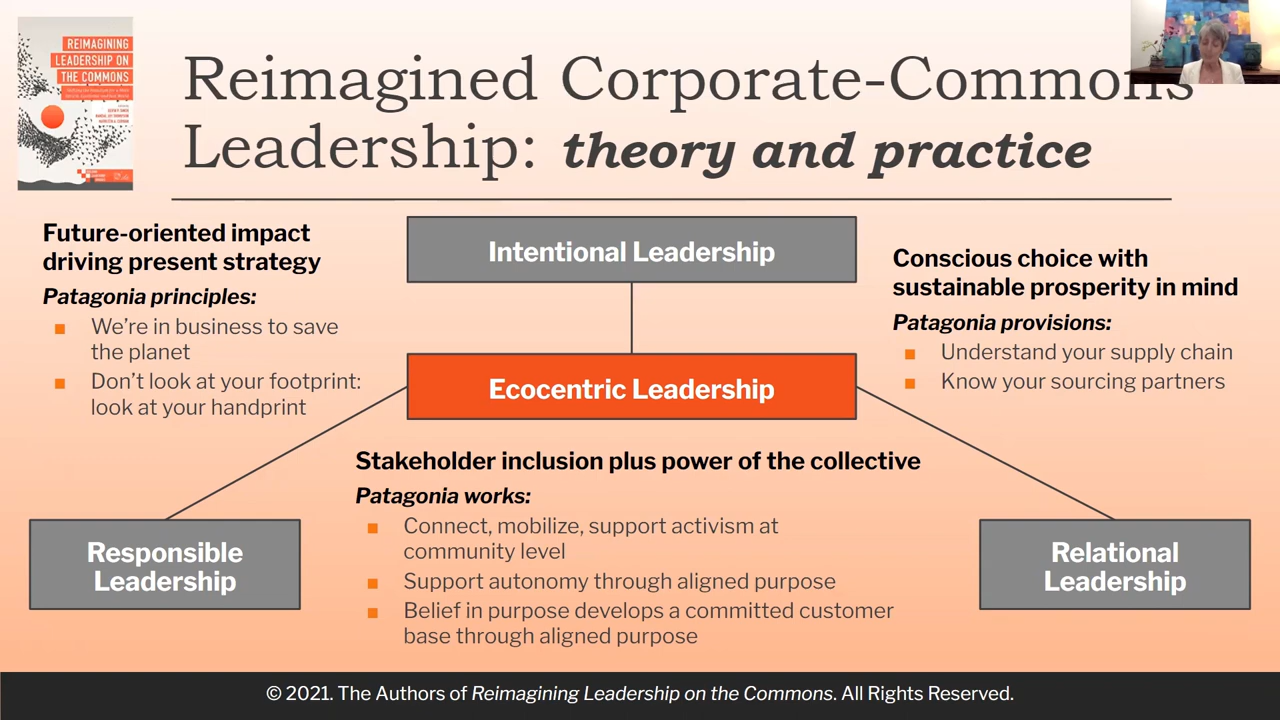 REIMAGINING
LEADERSHIP ON
THE COMMONS
Reimagined Corporate-Commons
Leadership: theory and practice
Future-oriented impact
driving present strategy
Patagonia principles:
■ We’re in business to save
the planet
■ Don’t look at your footprint:
look at your handprint
Intentional Leadership
Ecocentric Leadership
Conscious choice with
sustainable prosperity in mind
Patagonia provisions:
■ Understand your supply chain
■ Know your sourcing partners
Stakeholder inclusion plus power of the collective
Patagonia works:
■ Connect, mobilize, support activism at
community level
■ Support autonomy through aligned purpose
■ Belief in purpose develops a committed customer
base through aligned purpose
Responsible
Leadership
Relational
Leadership
© 2021. The Authors of Reimagining Leadership on the Commons. All Rights Reserved.